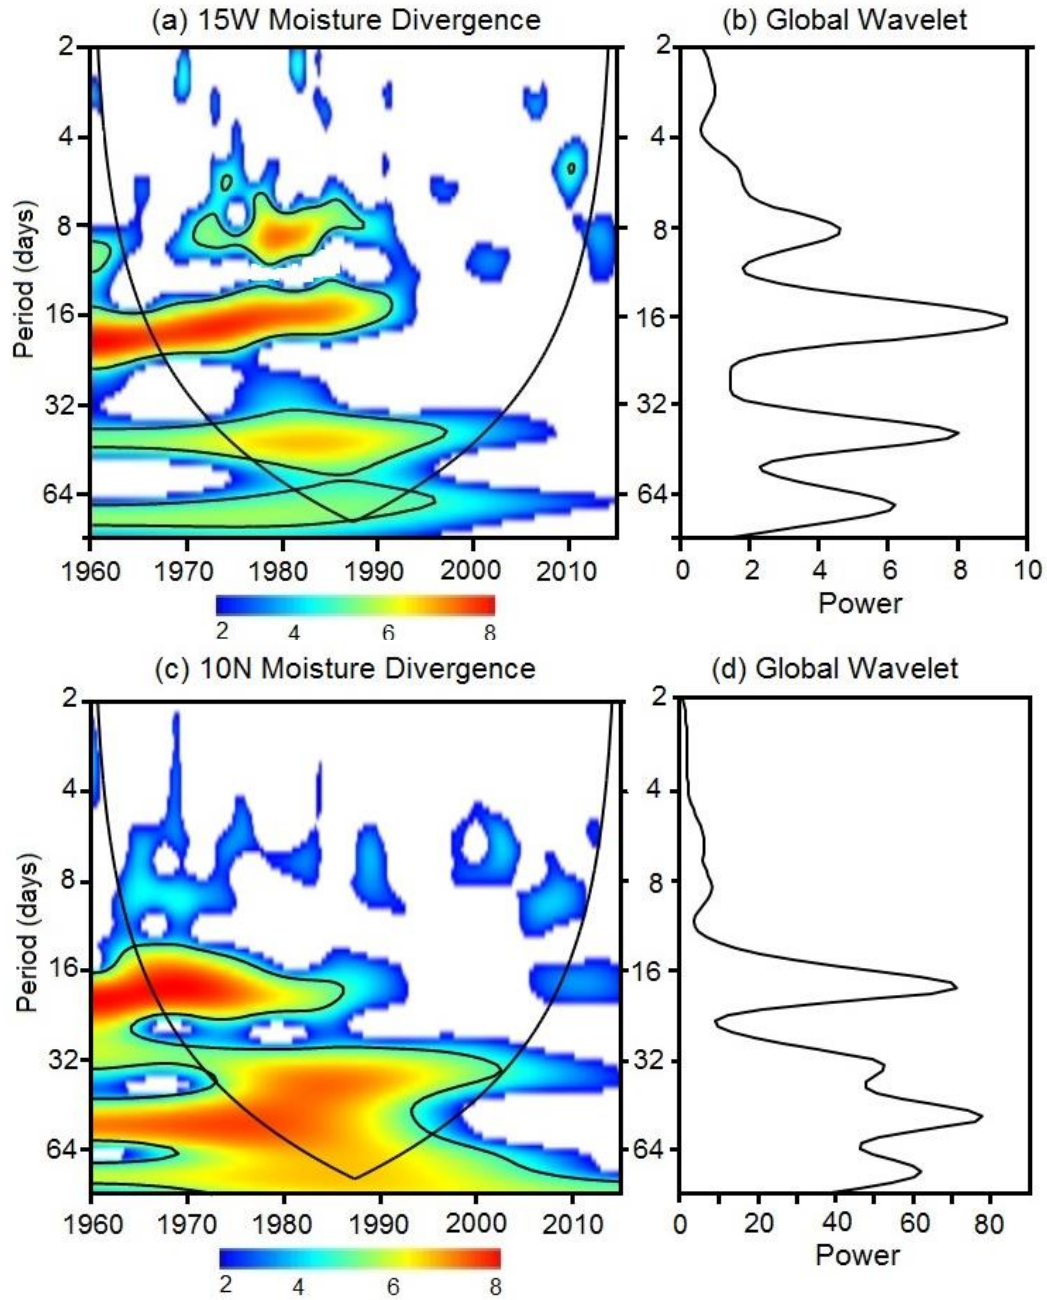 (a) 15W Moisture Divergence
(b) Global Wavelet
2
4
8
16
32
64
Period (days)
1960 1970 1980 1990 2000 2010
2 4 6 8
2
4
8
16
32
64
0 2 4 6 8 10
Power
(c) 10N Moisture Divergence
(d) Global Wavelet
2
4
8
16
32
64
Period (days)
1960 1970 1980 1990 2000 2010
2 4 6 8
2
4
8
16
32
64
0 20 40 60 80
Power